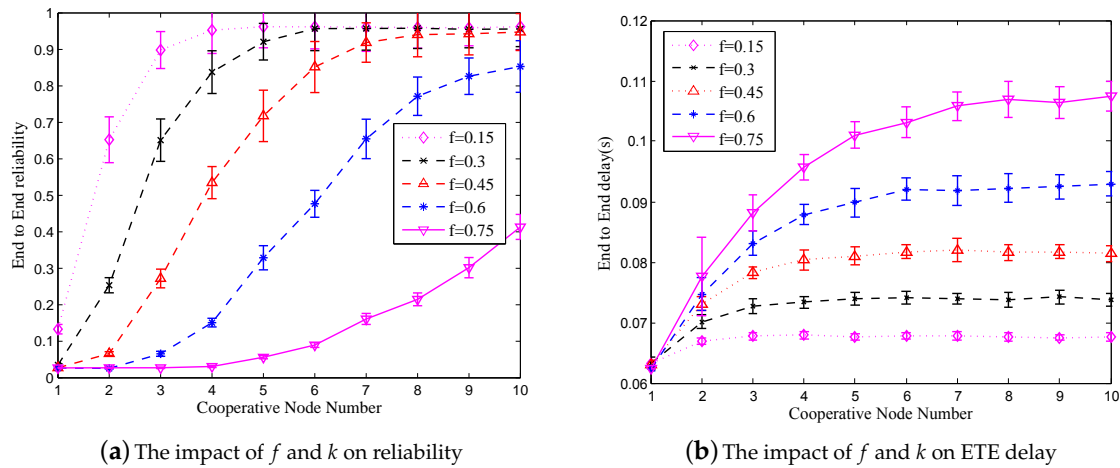 1
0.9
0.8
0.7
0.6
0.5
0.4
0.3
0.2
0.1
0
End to End reliability
f=0.15
f=0.3
f=0.45
f=0.6
f=0.75
1 2 3 4 5 6 7 8 9 10
Cooperative Node Number
(a) The impact of f and k on reliability
0.12
0.11
0.1
0.09
0.08
0.07
0.06
End to End delay(s)
f=0.15
f=0.3
f=0.45
f=0.6
f=0.75
1 2 3 4 5 6 7 8 9 10
Cooperative Node Number
(b) The impact of f and k on ETE delay